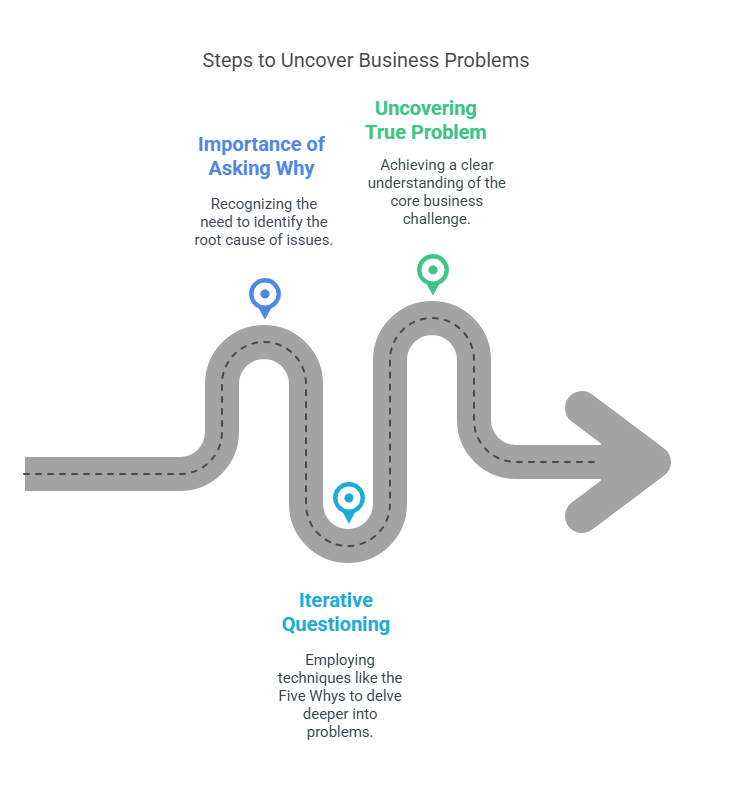 Steps to Uncover Business Problems
Importance of
Asking Why
Recognizing the
need to identify the
root cause of issues.
Uncovering
True Problem
Achieving a clear
understanding of the
core business
challenge.
Iterative
Questioning
Employing
techniques like the
Five Whys to delve
deeper into
problems.